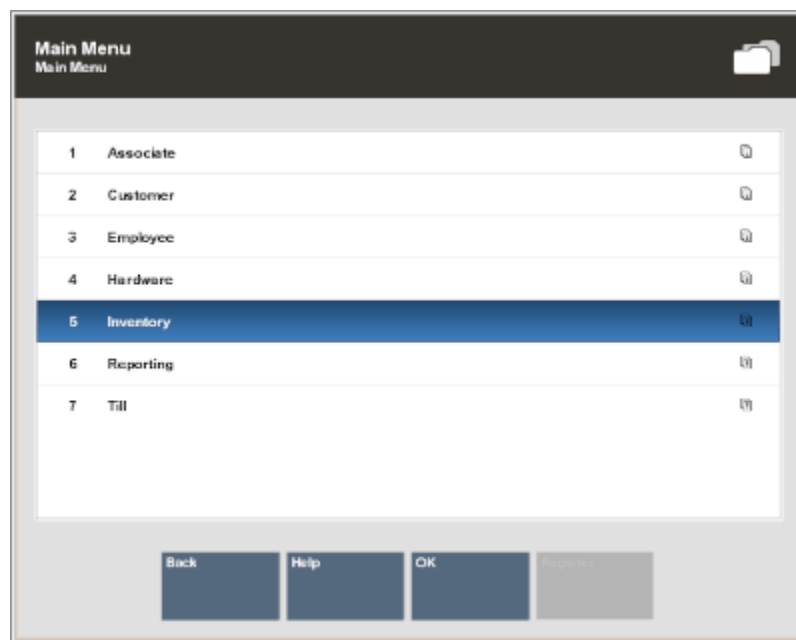 Main Menu
Main Menu
1 Associate
2 Customer
3 Employee
4 Hardware
5 Inventory
6 Reporting
7 Till
Back Help OK Register